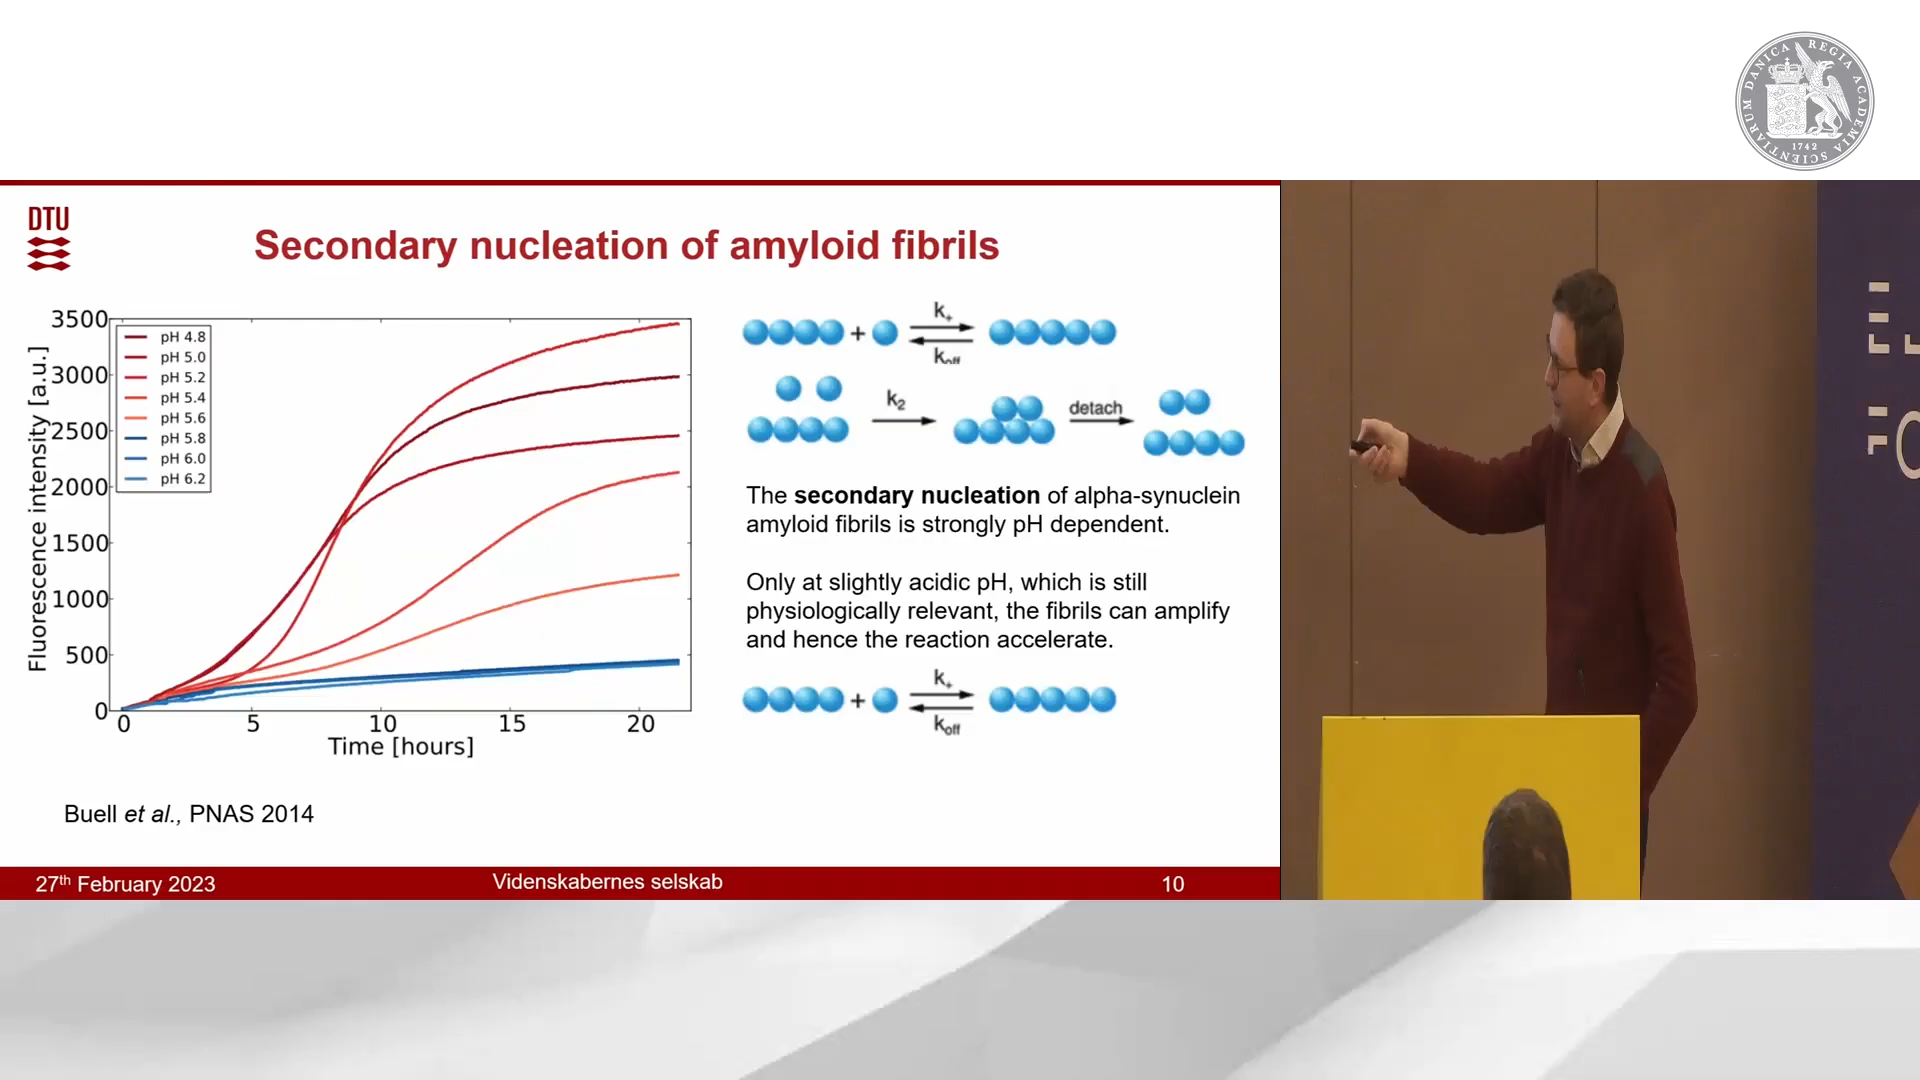 REGIA ACADEMIA SCIENTIARUM DANICA
1742
DTU
Secondary nucleation of amyloid fibrils
3500
3000
2500
2000
1500
1000
500
0
Fluorescence intensity [a.u.]
pH 4.8
pH 5.0
pH 5.2
pH 5.4
pH 5.6
pH 5.8
pH 6.0
pH 6.2
0 5 10 15 20
Time [hours]
Buell et al., PNAS 2014
+ k+
koff
k2 detach
The secondary nucleation of alpha-synuclein
amyloid fibrils is strongly pH dependent.
Only at slightly acidic pH, which is still
physiologically relevant, the fibrils can amplify
and hence the reaction accelerate.
+ k+
koff
27th February 2023 Videnskabernes selskab 10